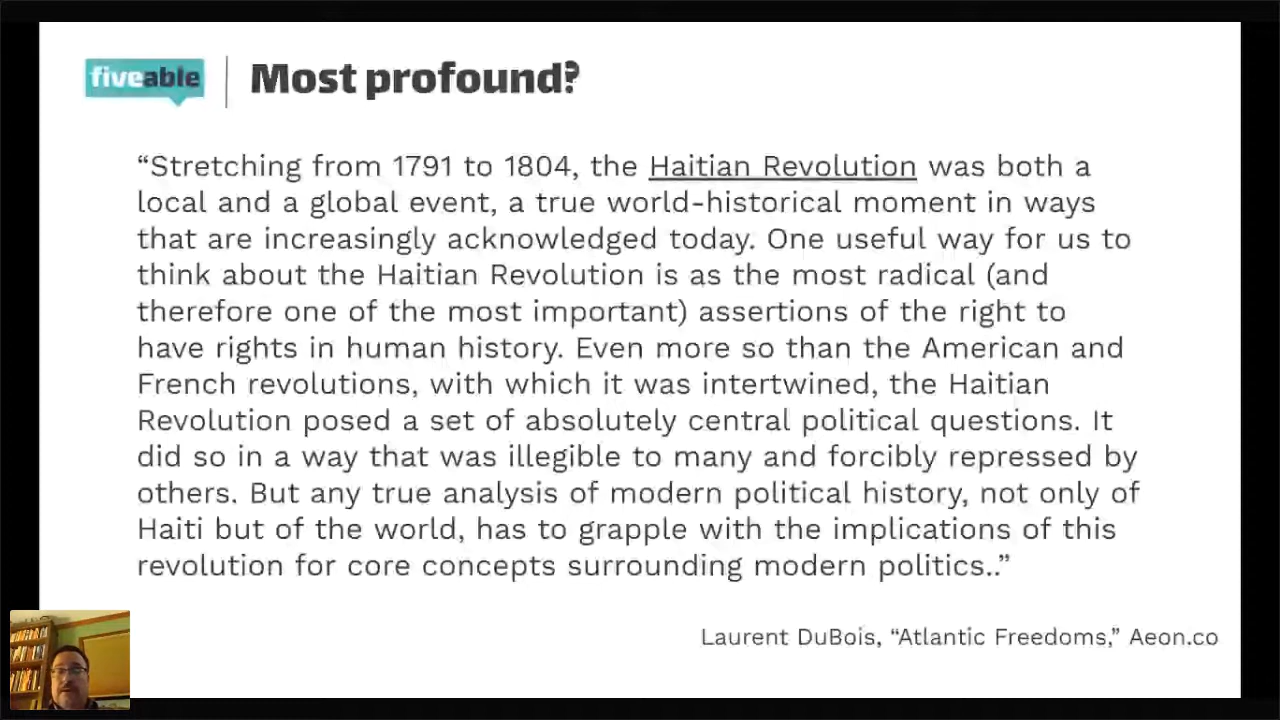 fiveable
Most profound?
“Stretching from 1791 to 1804, the Haitian Revolution was both a
local and a global event, a true world-historical moment in ways
that are increasingly acknowledged today. One useful way for us to
think about the Haitian Revolution is as the most radical (and
therefore one of the most important) assertions of the right to
have rights in human history. Even more so than the American and
French revolutions, with which it was intertwined, the Haitian
Revolution posed a set of absolutely central political questions. It
did so in a way that was illegible to many and forcibly repressed by
others. But any true analysis of modern political history, not only of
Haiti but of the world, has to grapple with the implications of this
revolution for core concepts surrounding modern politics..”
Laurent DuBois, “Atlantic Freedoms,” Aeon.co